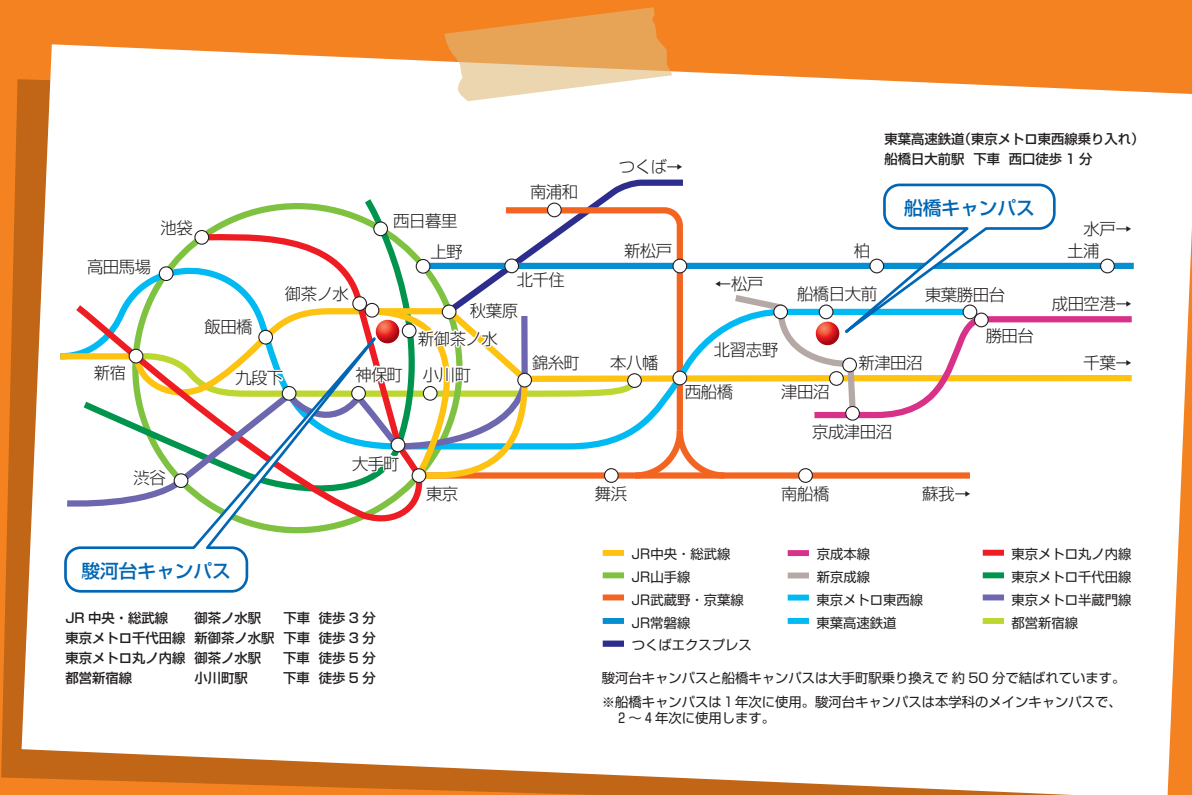 東葉高速鉄道(東京メトロ東西線乗り入れ)
船橋日大前駅 下車 西口徒歩1分
船橋キャンパス
つくば→
南浦和
西日暮里
池袋
上野
新松戸
柏
水戸→
土浦
高田馬場
北千住
←松戸
船橋日大前
東葉勝田台
成田空港→
御茶ノ水
秋葉原
飯田橋
新御茶ノ水
勝田台
北習志野
新宿
九段下
神保町
小川町
錦糸町
本八幡
西船橋
新津田沼
津田沼
千葉→
京成津田沼
大手町
渋谷
東京
舞浜
南船橋
蘇我→
駿河台キャンパス
JR中央・総武線 御茶ノ水駅 下車 徒歩3分
東京メトロ千代田線 新御茶ノ水駅 下車 徒歩3分
東京メトロ丸ノ内線 御茶ノ水駅 下車 徒歩5分
都営新宿線 小川町駅 下車 徒歩5分
JR中央・総武線
JR山手線
JR武蔵野・京葉線
JR常磐線
つくばエクスプレス
京成本線
新京成線
東京メトロ東西線
東葉高速鉄道
東京メトロ丸ノ内線
東京メトロ千代田線
東京メトロ半蔵門線
都営新宿線
駿河台キャンパスと船橋キャンパスは大手町駅乗り換えで約50分で結ばれています。
※船橋キャンパスは1年次に使用。駿河台キャンパスは本学科のメインキャンパスで、
2～4年次に使用します。